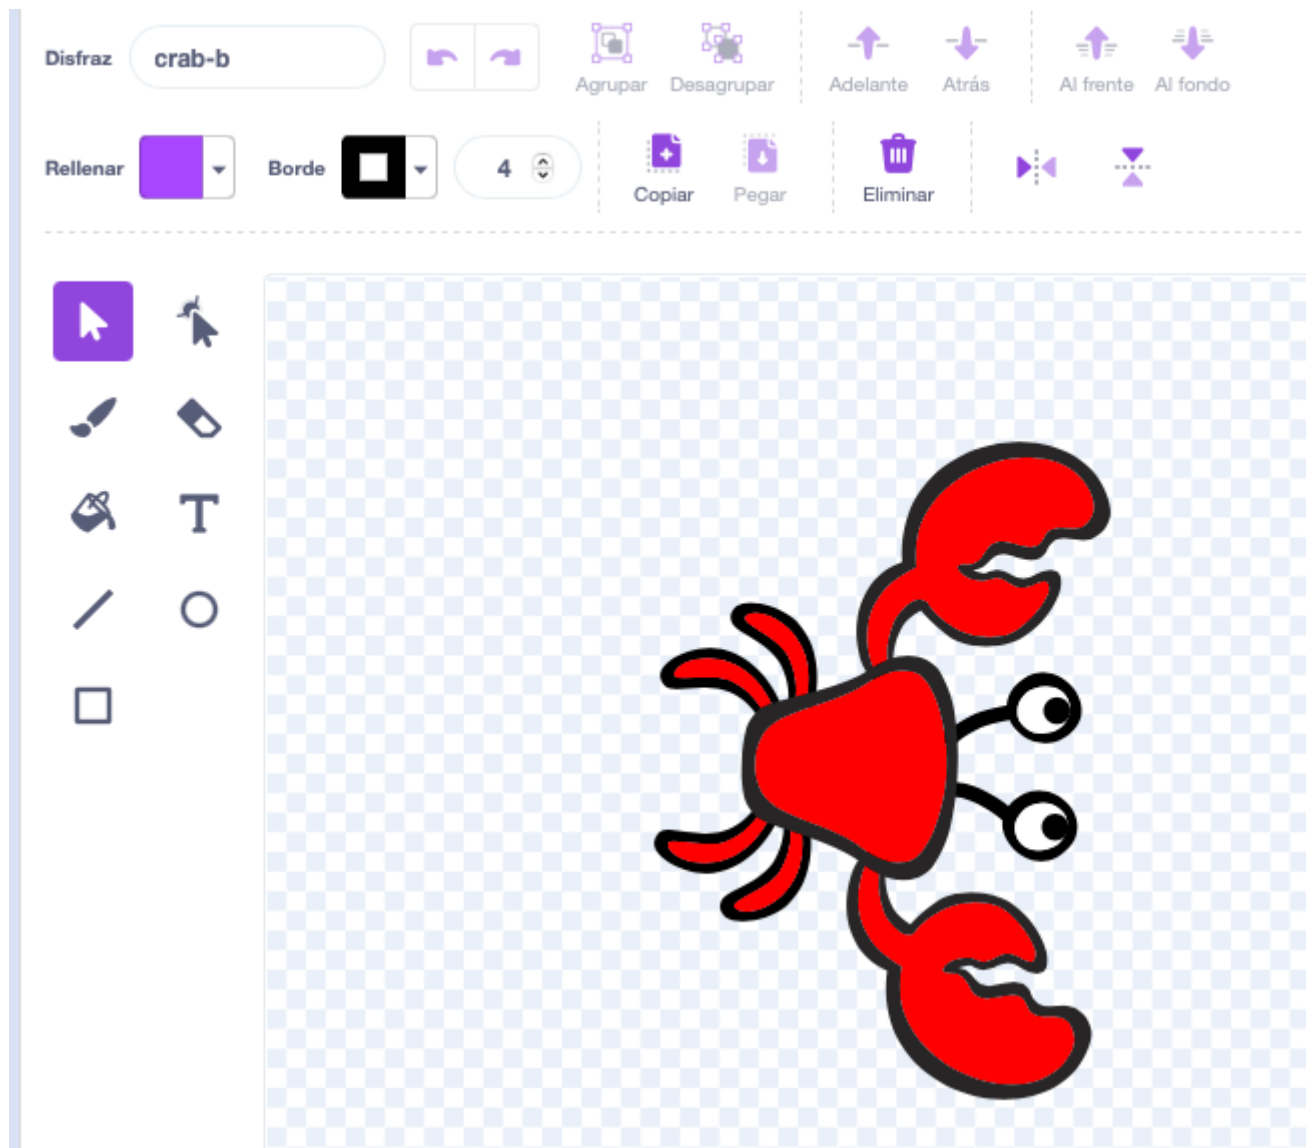 Disfraz crab-b
Agrupar Desagrupar Adelante Atrás Al frente Al fondo
Rellenar Borde 4
Copiar Pegar Eliminar
T